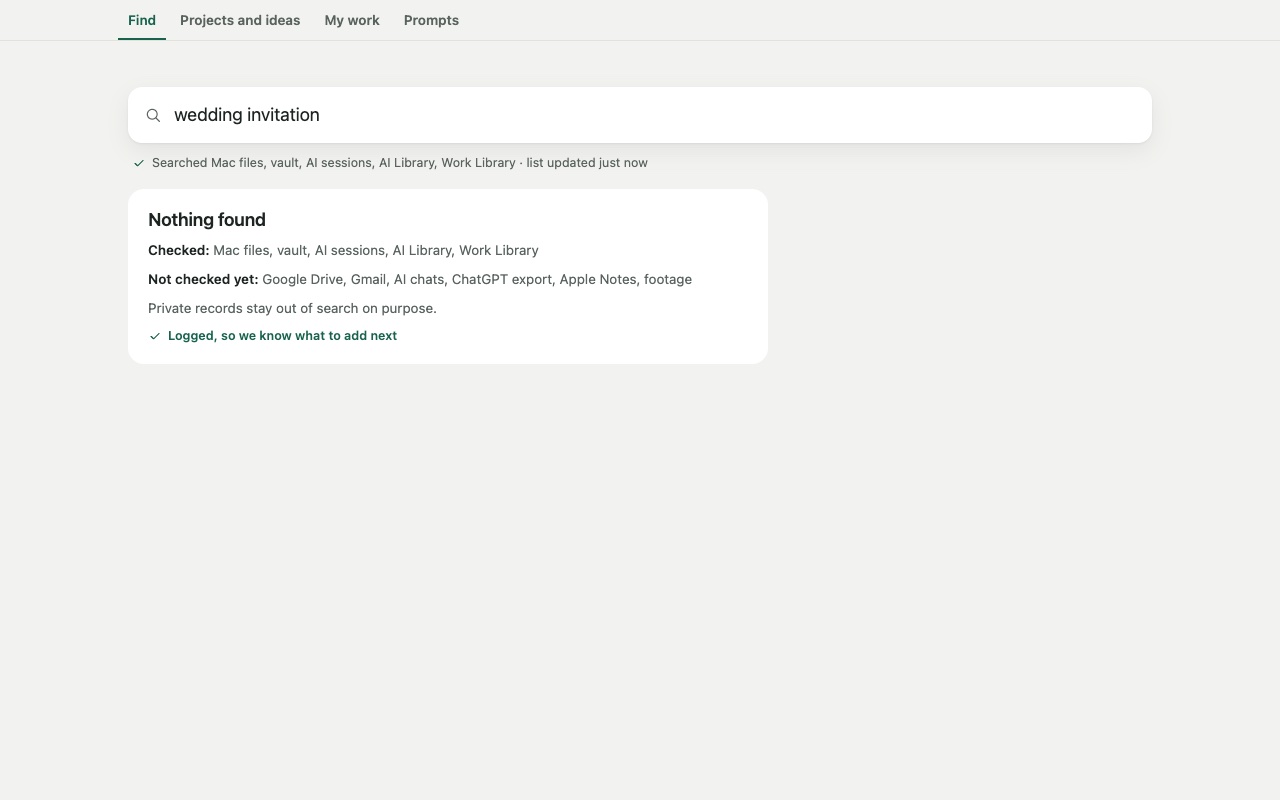 Find
Projects and ideas
My work
Prompts
wedding invitation
Searched Mac files, vault, AI sessions, AI Library, Work Library · list updated just now
Nothing found
Checked: Mac files, vault, AI sessions, AI Library, Work Library
Not checked yet: Google Drive, Gmail, AI chats, ChatGPT export, Apple Notes, footage
Private records stay out of search on purpose.
Logged, so we know what to add next